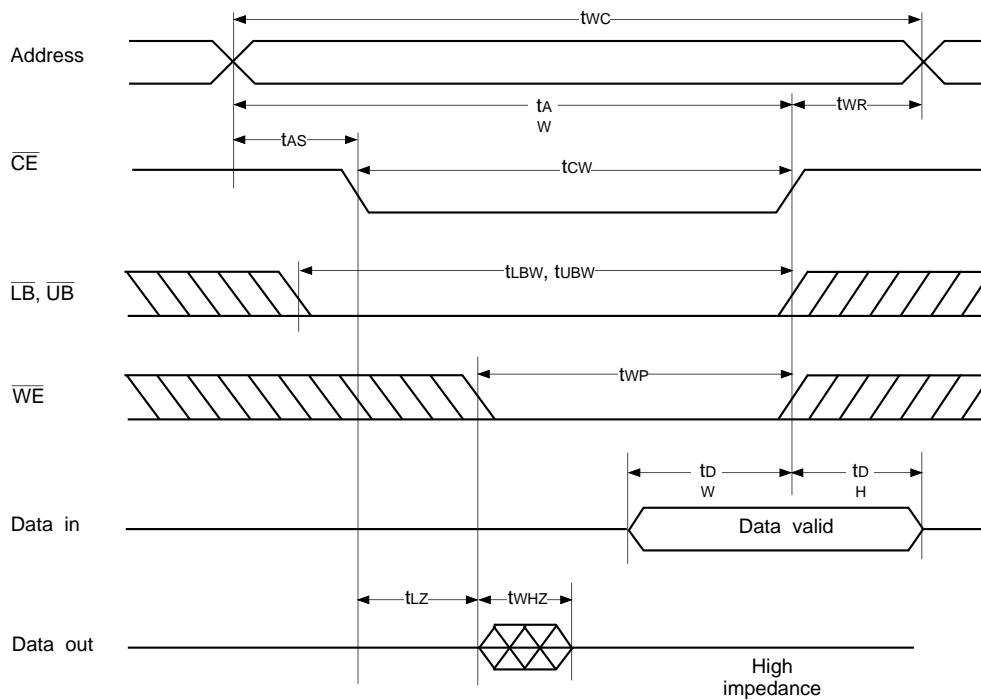 tWC
Address
tA
W
tWR
tAS
CE
tCW
LB, UB
tLBW, tUBW
WE
tWP
tD
W
tD
H
Data in
Data valid
tLZ
tWHZ
Data out
High
impedance